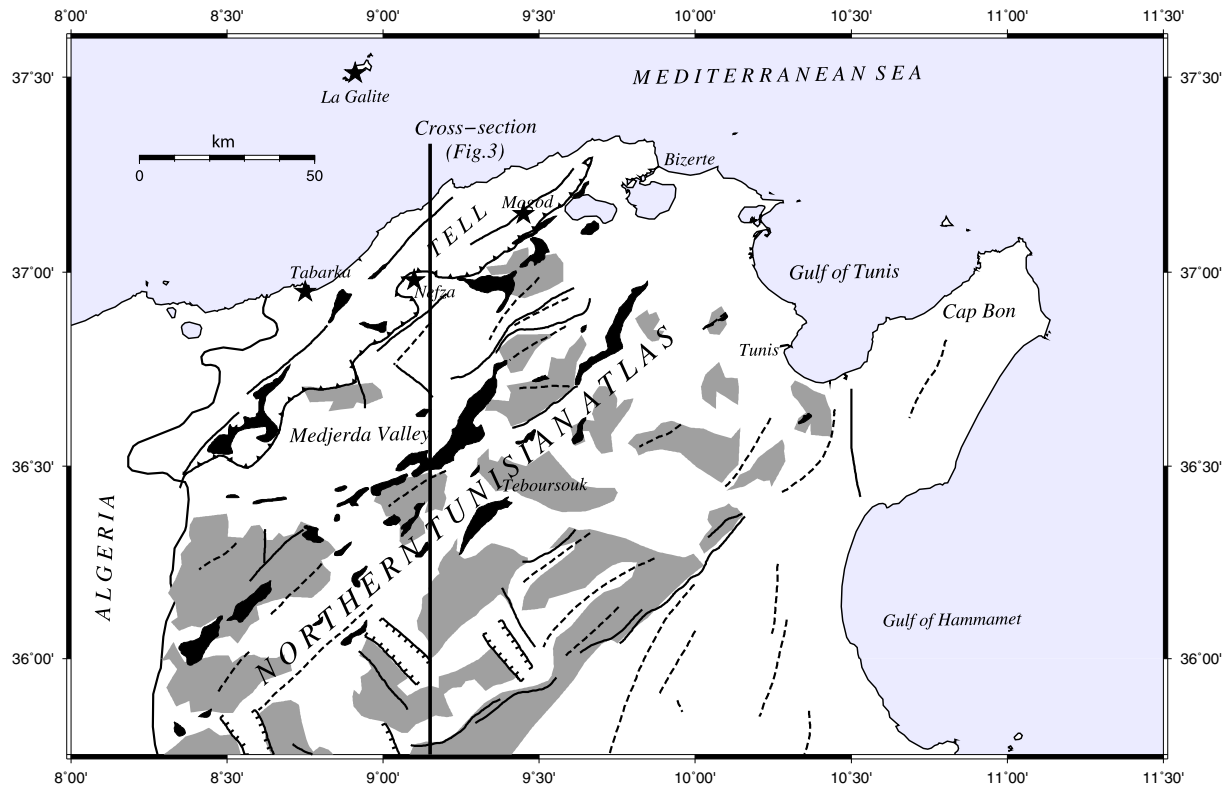 8°00' 8°30' 9°00' 9°30' 10°00' 10°30' 11°00' 11°30'
37°30' 37°30'
MEDITERRANEAN SEA
La Galite
Cross−section
(Fig.3)
km
0 50
Bizerte
Mogod
TELL
37°00' 37°00'
Tabarka
Gulf of Tunis
Nefza
Cap Bon
Tunis
Medjerda Valley
36°30' 36°30'
Teboursouk
NORTHERN TUNISIAN ATLAS
ALGERIA
Gulf of Hammamet
36°00' 36°00'
8°00' 8°30' 9°00' 9°30' 10°00' 10°30' 11°00' 11°30'